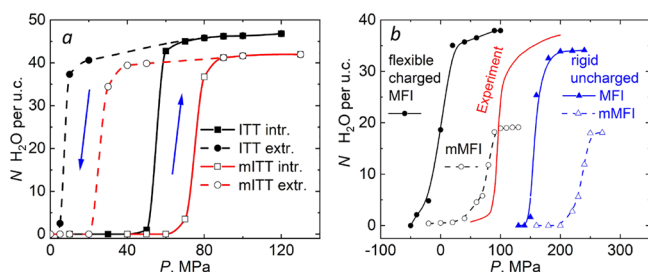 a
50
40
30
20
10
0
N H₂O per u.c.
ITT intr.
ITT extr.
mITT intr.
mITT extr.
0 20 40 60 80 100 120
P, MPa
b
40
30
20
10
0
N H₂O per u.c.
flexible
charged
MFI
mMFI
Experiment
rigid
uncharged
MFI
mMFI
-100 0 100 200 300 400
P, MPa